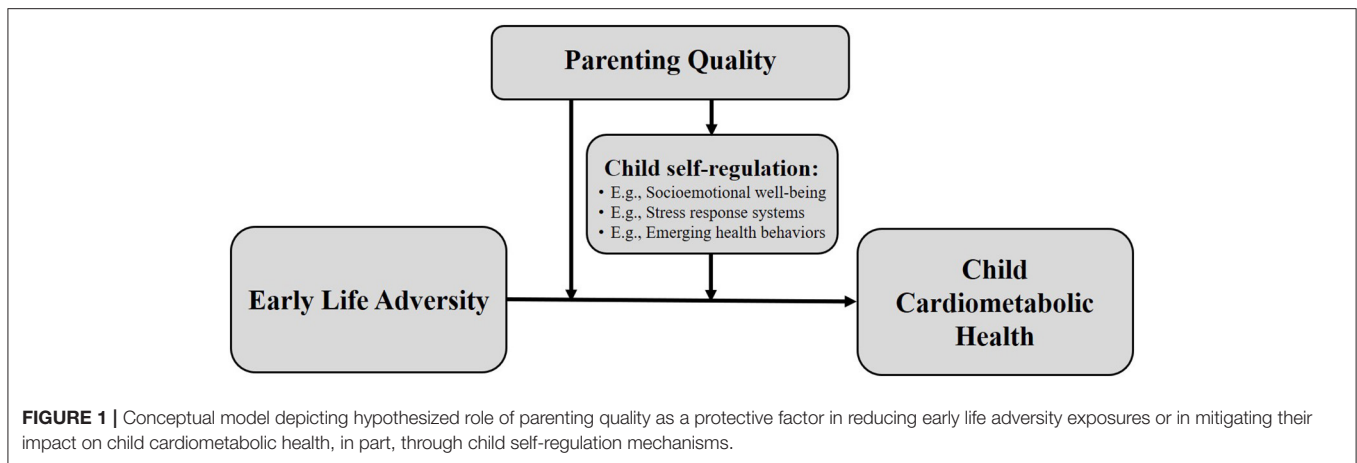 Parenting Quality
Child self-regulation:
• E.g., Socioemotional well-being
• E.g., Stress response systems
• E.g., Emerging health behaviors
Early Life Adversity
Child
Cardiometabolic
Health
FIGURE 1 | Conceptual model depicting hypothesized role of parenting quality as a protective factor in reducing early life adversity exposures or in mitigating their
impact on child cardiometabolic health, in part, through child self-regulation mechanisms.